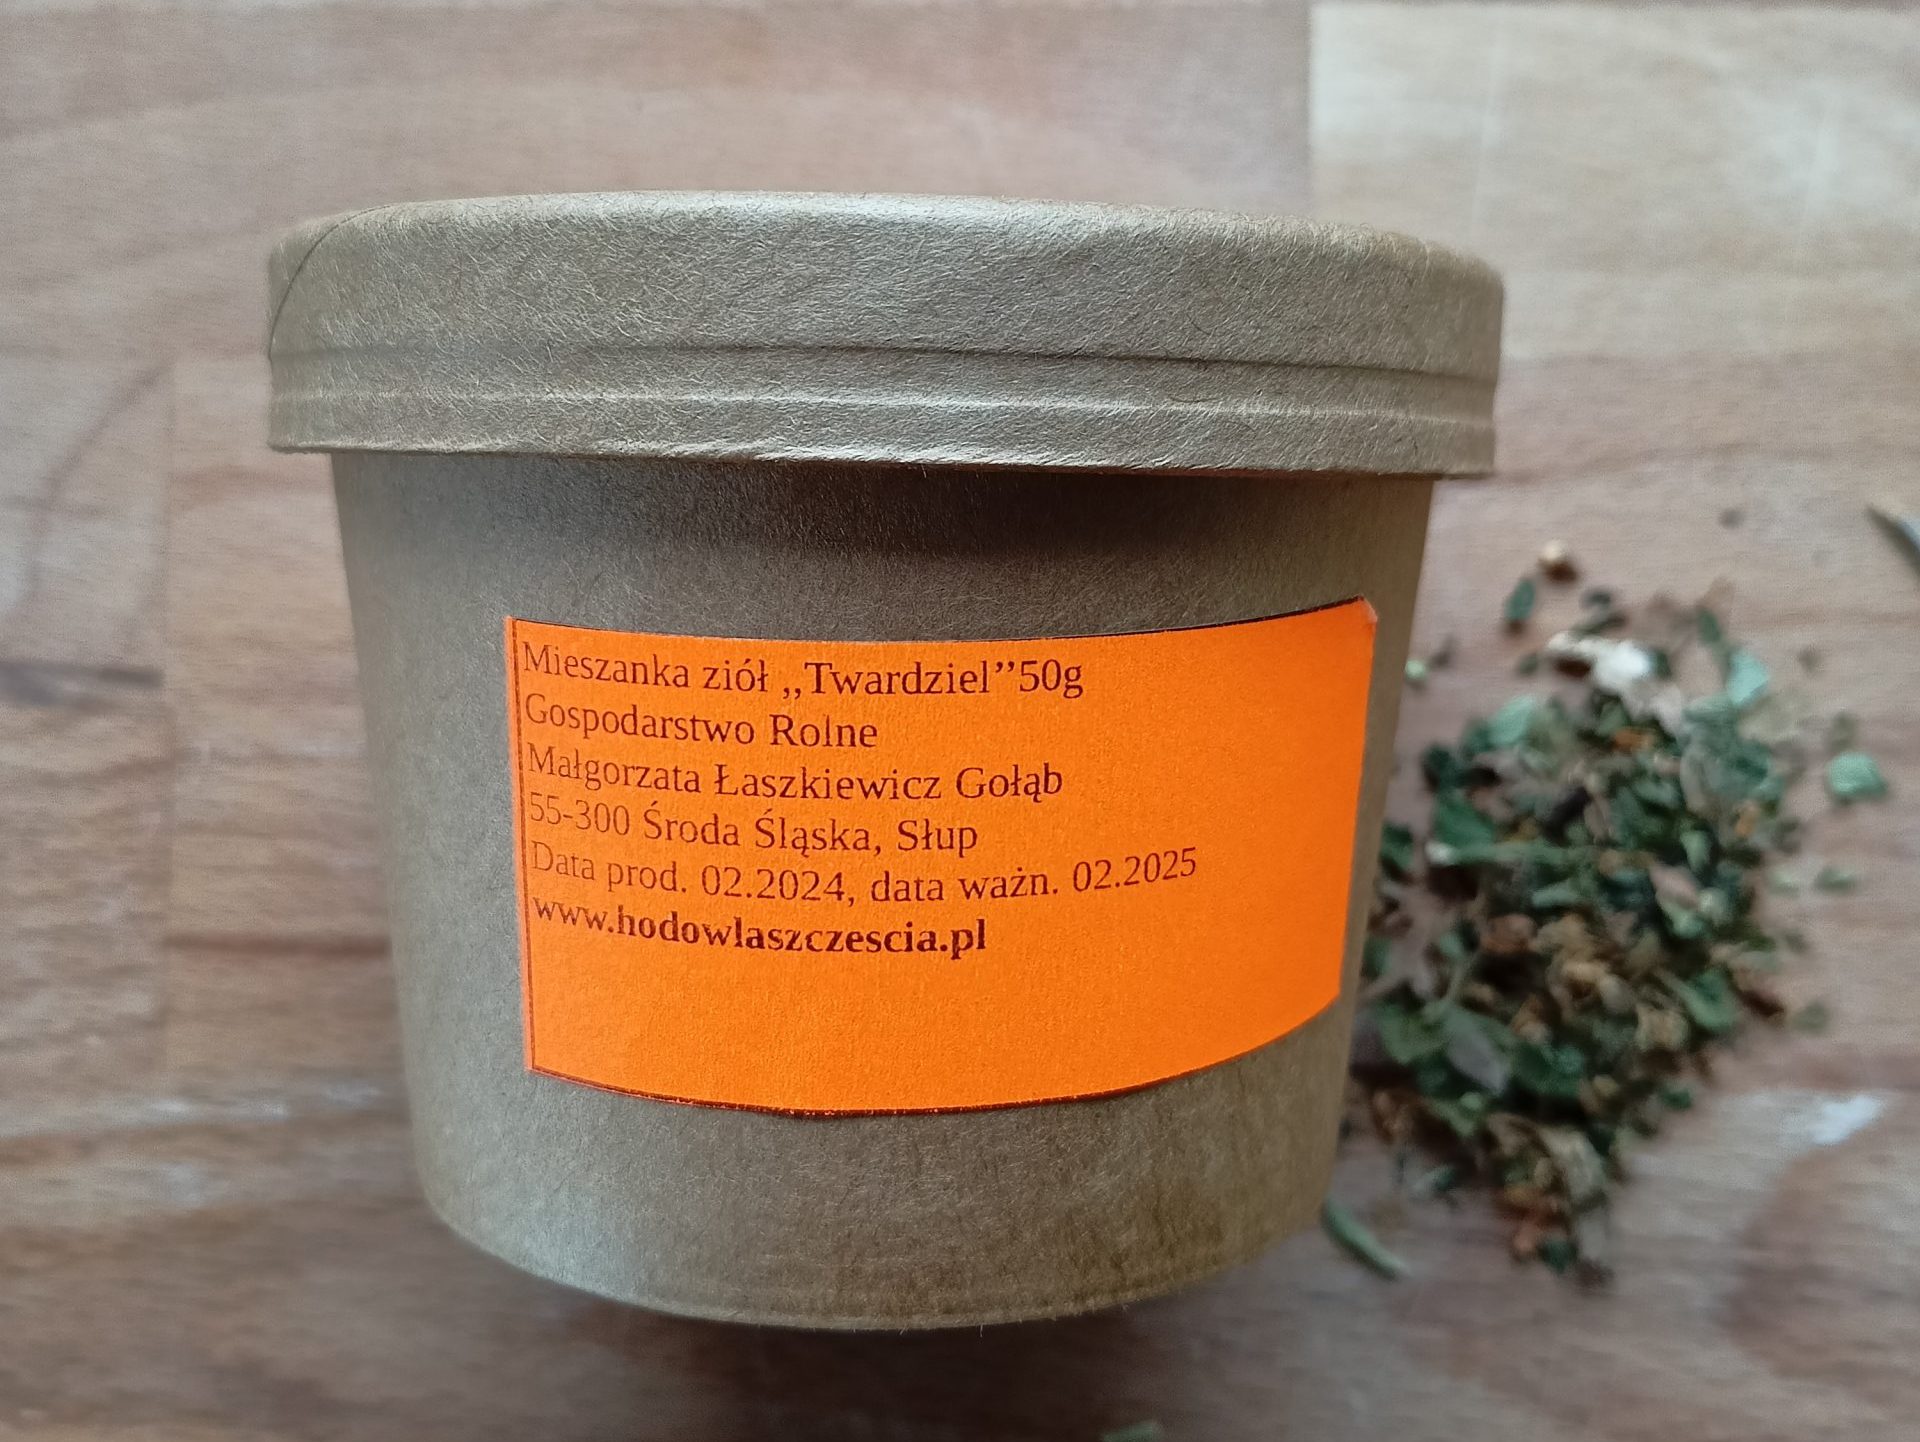 Mieszanka ziół ,,Twardziel’’50g
Gospodarstwo Rolne
Małgorzata Łaszkiewicz Gołąb
55-300 Środa Śląska, Słup
Data prod. 02.2024, data ważn. 02.2025
www.hodowlaszczescia.pl